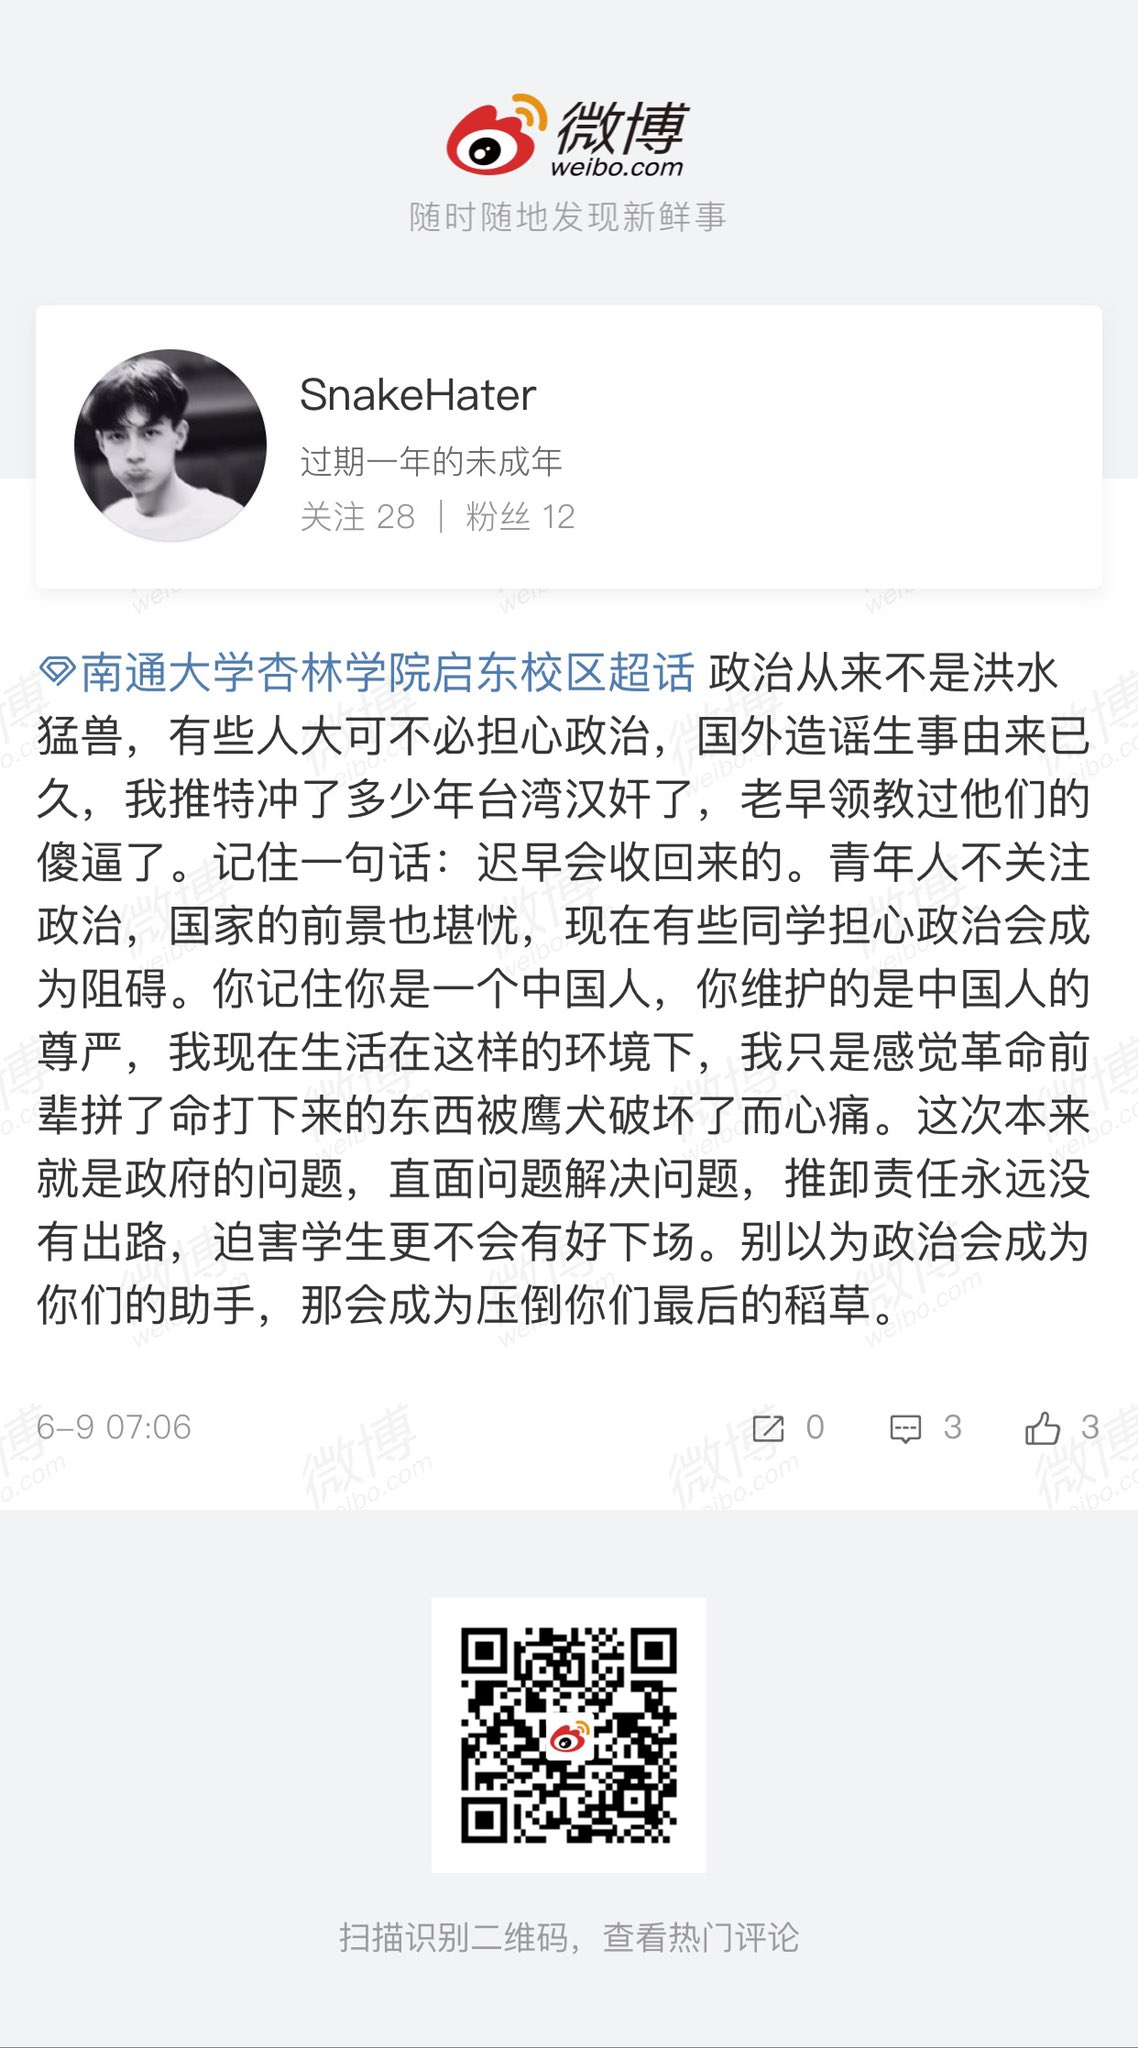 微博
weibo.com
随时随地发现新鲜事
SnakeHater
过期一年的未成年
关注 28 | 粉丝 12
南通大学杏林学院启东校区超话 政治从来不是洪水
猛兽，有些人大可不必担心政治，国外造谣生事由来已
久，我推特冲了多少年台湾汉奸了，老早领教过他们的
傻逼了。记住一句话：迟早会收回来的。青年人不关注
政治，国家的前景也堪忧，现在有些同学担心政治会成
为阻碍。你记住你是一个中国人，你维护的是中国人的
尊严，我现在生活在这样的环境下，我只是感觉革命前
辈拼了命打下来的东西被鹰犬破坏了而心痛。这次本来
就是政府的问题，直面问题解决问题，推卸责任永远没
有出路，迫害学生更不会有好下场。别以为政治会成为
你们的助手，那会成为压倒你们最后的稻草。
6-9 07:06 0 3 3
扫描识别二维码，查看热门评论